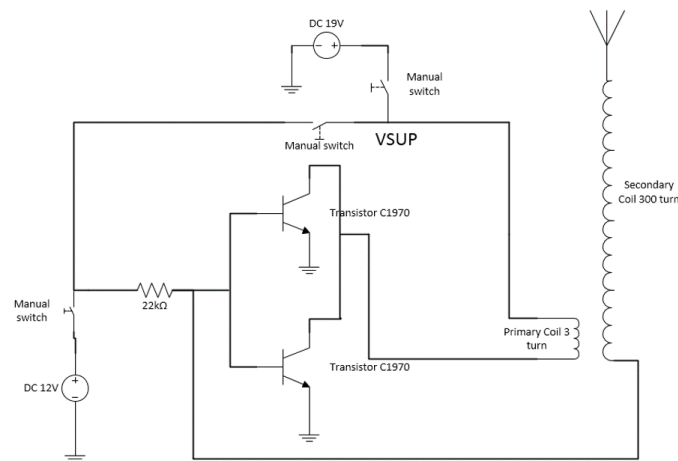 DC 19V
Manual
switch
Manual switch
VSUP
Transistor C1970
Secondary
Coil 300 turn
Manual
switch
22kΩ
Primary Coil 3
turn
Transistor C1970
DC 12V